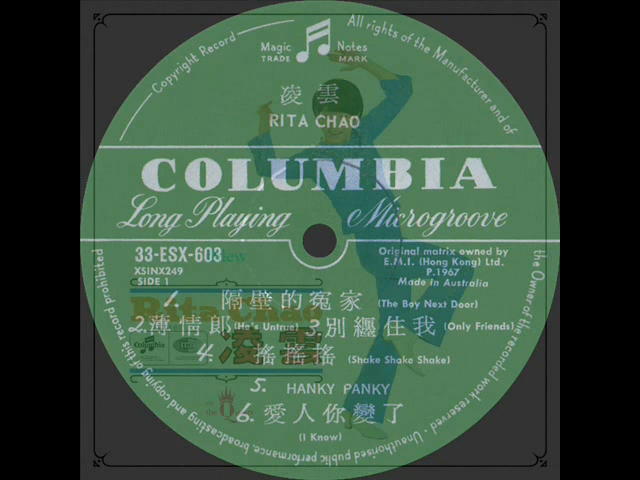 Copyright Record
Magic Notes
TRADE MARK
All rights of the Manufacturer and of
the Owner of the recorded work reserved - Unauthorised public performance, broadcasting and copying of this record prohibited
凌雲
RITA CHAO
COLUMBIA
Long Playing Microgroove
33-ESX-603
XSINX249
SIDE 1
Original matrix owned by
E.M.I. (Hong Kong) Ltd.
P.1967
Made in Australia
1. 隔壁的冤家 (The Boy Next Door)
2. 薄情郎 (He's Untrue) 3. 別纏住我 (Only Friends)
4. 搖搖搖 (Shake Shake Shake)
5. HANKY PANKY
6. 愛人你變了
(I Know)
Rita Chao
凌雲
Columbia